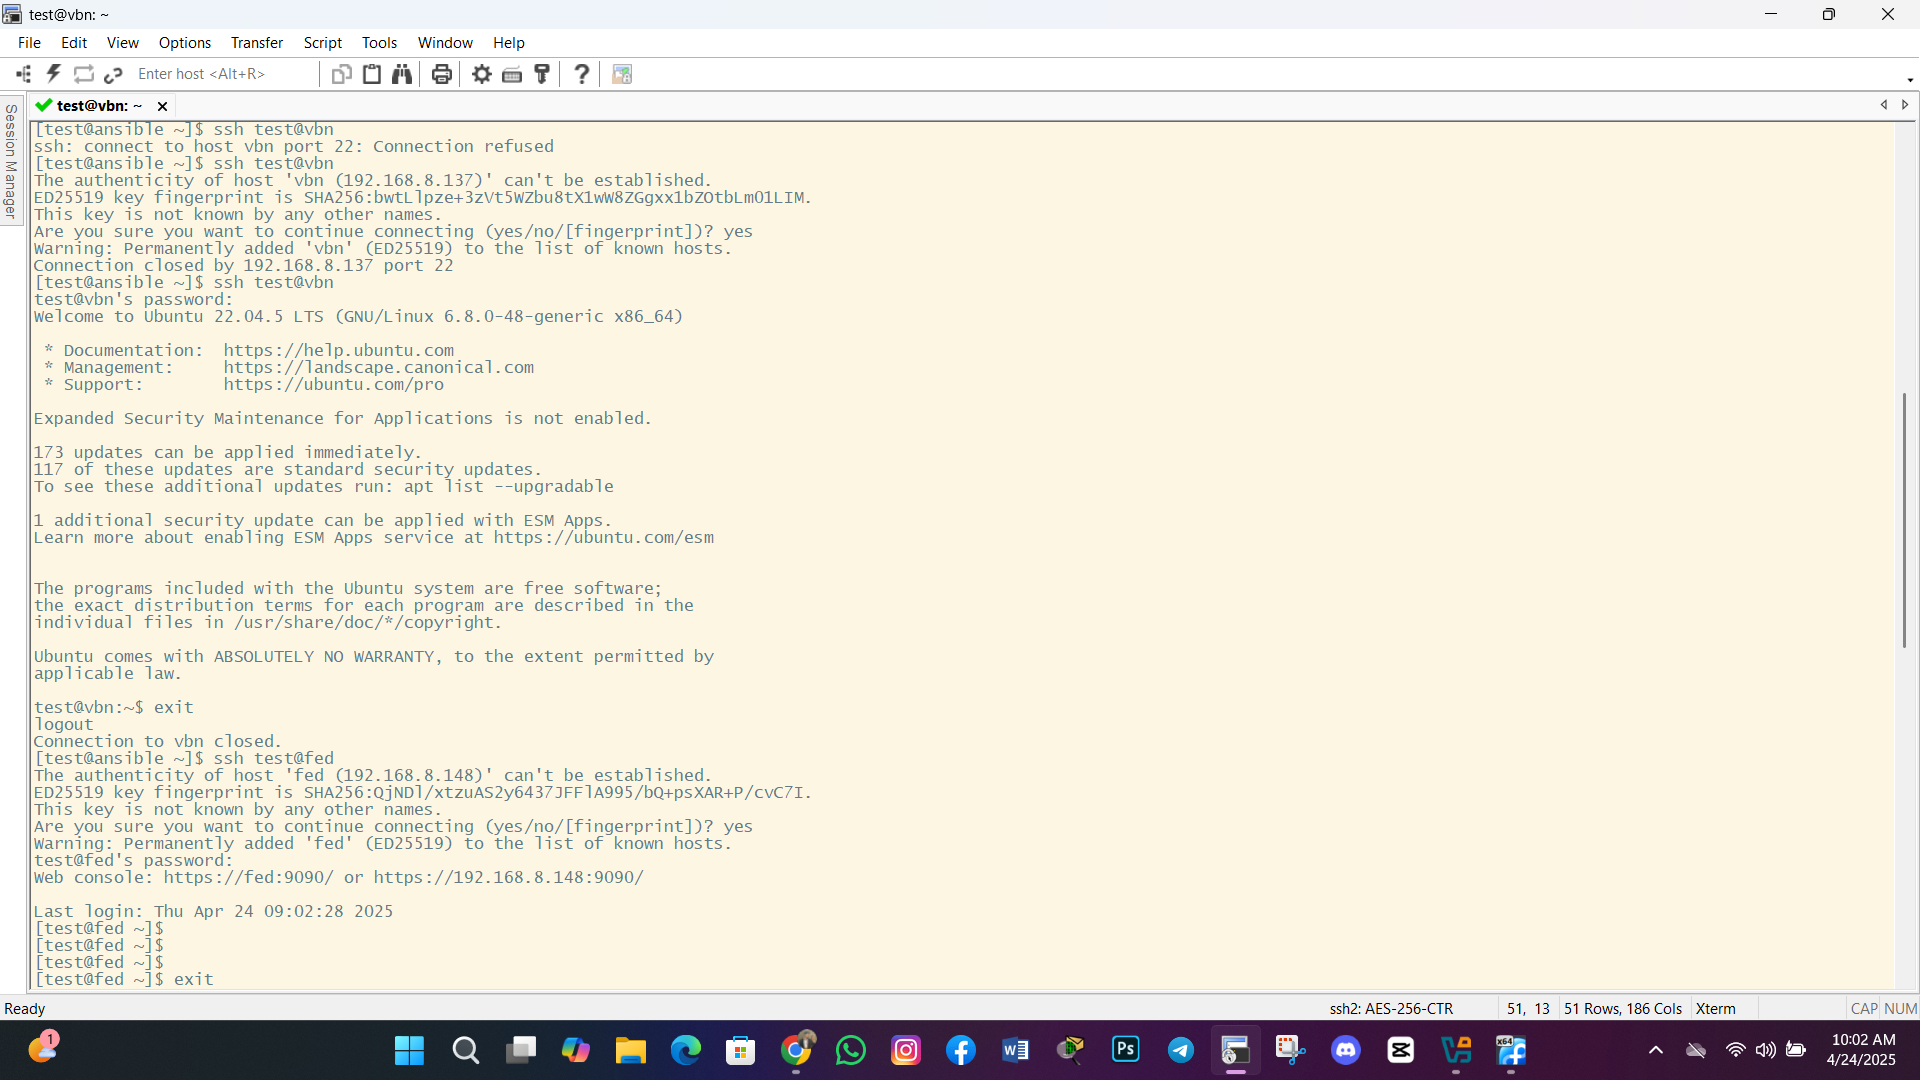 test@vbn: ~
File Edit View Options Transfer Script Tools Window Help
Enter host <Alt+R>
Session Manager
test@vbn: ~
[test@ansible ~]$ ssh test@vbn
ssh: connect to host vbn port 22: Connection refused
[test@ansible ~]$ ssh test@vbn
The authenticity of host 'vbn (192.168.8.137)' can't be established.
ED25519 key fingerprint is SHA256:bwtLlpze+3zVt5WZbu8tX1wW8ZGgxx1bZOtbLmO1LIM.
This key is not known by any other names.
Are you sure you want to continue connecting (yes/no/[fingerprint])? yes
Warning: Permanently added 'vbn' (ED25519) to the list of known hosts.
Connection closed by 192.168.8.137 port 22
[test@ansible ~]$ ssh test@vbn
test@vbn's password:
Welcome to Ubuntu 22.04.5 LTS (GNU/Linux 6.8.0-48-generic x86_64)
* Documentation:  https://help.ubuntu.com
* Management:     https://landscape.canonical.com
* Support:        https://ubuntu.com/pro
Expanded Security Maintenance for Applications is not enabled.
173 updates can be applied immediately.
117 of these updates are standard security updates.
To see these additional updates run: apt list --upgradable
1 additional security update can be applied with ESM Apps.
Learn more about enabling ESM Apps service at https://ubuntu.com/esm
The programs included with the Ubuntu system are free software;
the exact distribution terms for each program are described in the
individual files in /usr/share/doc/*/copyright.
Ubuntu comes with ABSOLUTELY NO WARRANTY, to the extent permitted by
applicable law.
test@vbn:~$ exit
logout
Connection to vbn closed.
[test@ansible ~]$ ssh test@fed
The authenticity of host 'fed (192.168.8.148)' can't be established.
ED25519 key fingerprint is SHA256:QjNDl/xtzuAS2y6437JFFlA995/bQ+psXAR+P/cvC7I.
This key is not known by any other names.
Are you sure you want to continue connecting (yes/no/[fingerprint])? yes
Warning: Permanently added 'fed' (ED25519) to the list of known hosts.
test@fed's password:
Web console: https://fed:9090/ or https://192.168.8.148:9090/
Last login: Thu Apr 24 09:02:28 2025
[test@fed ~]$
[test@fed ~]$
[test@fed ~]$
[test@fed ~]$ exit
Ready ssh2: AES-256-CTR 51, 13 51 Rows, 186 Cols Xterm CAP NUM
1 Ps x64 10:02 AM
4/24/2025